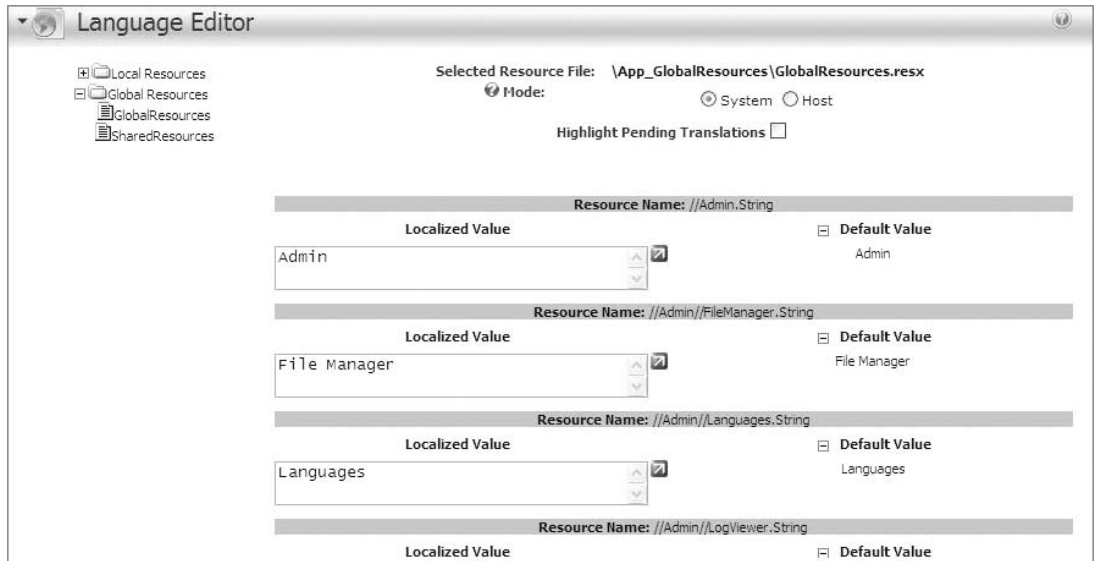 Language Editor
Local Resources
Global Resources
GlobalResources
SharedResources
Selected Resource File: \App_GlobalResources\GlobalResources.resx
Mode: System Host
Highlight Pending Translations
Resource Name: //Admin.String
Localized Value Default Value
Admin Admin
Resource Name: //Admin//FileManager.String
Localized Value Default Value
File Manager File Manager
Resource Name: //Admin//Languages.String
Localized Value Default Value
Languages Languages
Resource Name: //Admin//LogViewer.String
Localized Value Default Value